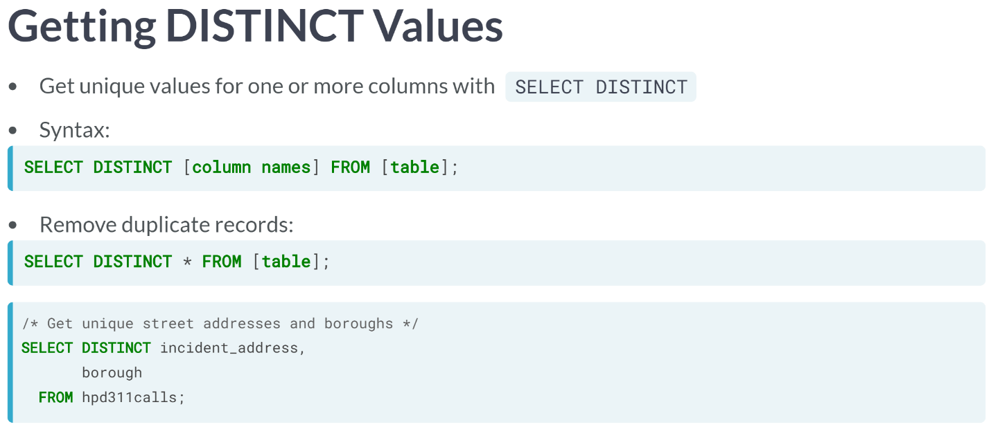 Getting DISTINCT Values
• Get unique values for one or more columns with SELECT DISTINCT
• Syntax:
SELECT DISTINCT [column names] FROM [table];
• Remove duplicate records:
SELECT DISTINCT * FROM [table];
/* Get unique street addresses and boroughs */
SELECT DISTINCT incident_address,
       borough
  FROM hpd311calls;